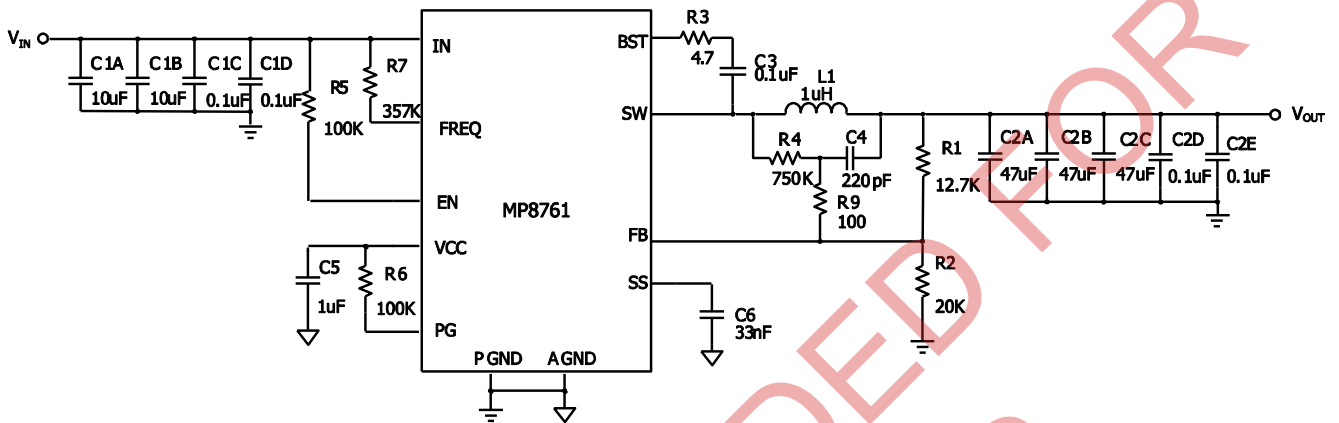 V_IN
C1A
10uF
C1B
10uF
C1C
0.1uF
C1D
0.1uF
R5
100K
R7
357K
IN
FREQ
EN
VCC
PG
PGND
AGND
MP8761
BST
SW
FB
SS
C5
1uF
R6
100K
R3
4.7
C3
0.1uF
L1
1uH
R4
750K
C4
220pF
R9
100
R1
12.7K
R2
20K
C6
33nF
C2A
47uF
C2B
47uF
C2C
47uF
C2D
0.1uF
C2E
0.1uF
V_OUT
DED FOR